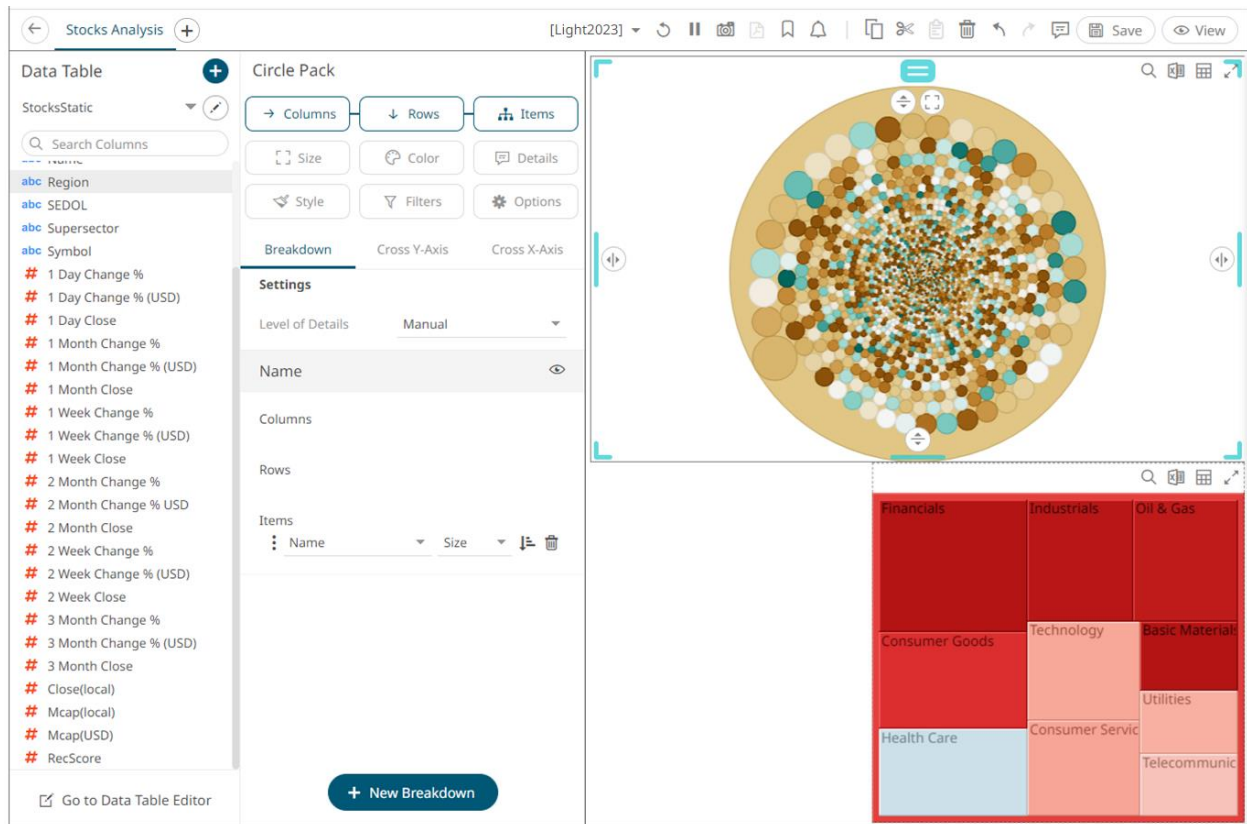 Stocks Analysis
[Light2023]
Save
View
Data Table
StocksStatic
Search Columns
Name
abc Region
abc SEDOL
abc Supersector
abc Symbol
# 1 Day Change %
# 1 Day Change % (USD)
# 1 Day Close
# 1 Month Change %
# 1 Month Change % (USD)
# 1 Month Close
# 1 Week Change %
# 1 Week Change % (USD)
# 1 Week Close
# 2 Month Change %
# 2 Month Change % USD
# 2 Month Close
# 2 Week Change %
# 2 Week Change % (USD)
# 2 Week Close
# 3 Month Change %
# 3 Month Change % (USD)
# 3 Month Close
# Close(local)
# Mcap(local)
# Mcap(USD)
# RecScore
Go to Data Table Editor
Circle Pack
Columns
Rows
Items
Size
Color
Details
Style
Filters
Options
Breakdown
Cross Y-Axis
Cross X-Axis
Settings
Level of Details Manual
Name
Columns
Rows
Items
Name Size
+ New Breakdown
Financials
Industrials
Oil & Gas
Consumer Goods
Technology
Basic Materials
Utilities
Health Care
Consumer Servic
Telecommunic